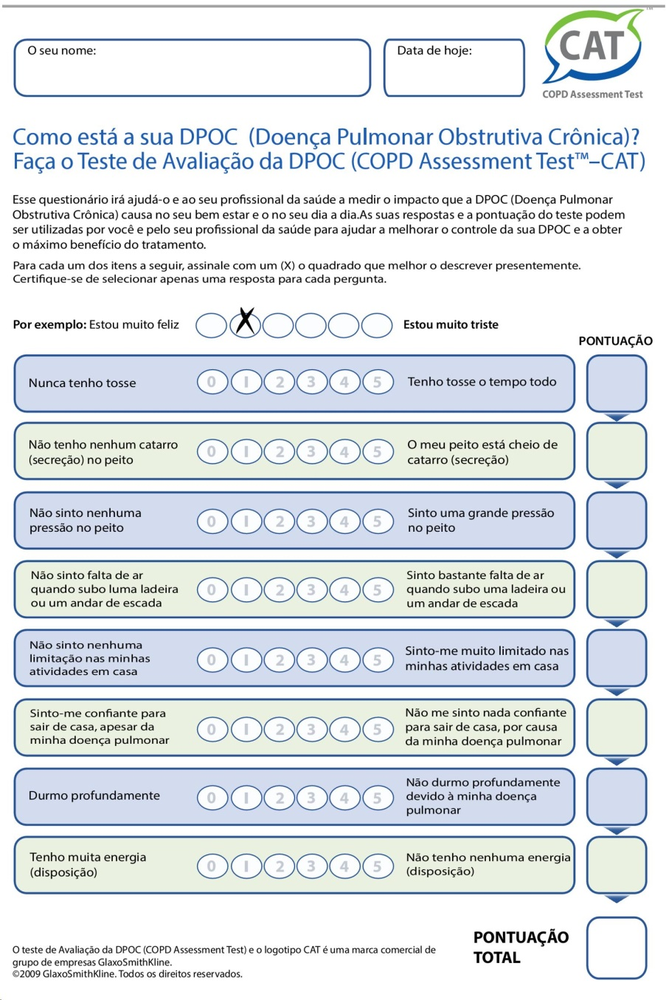 O seu nome:
Data de hoje:
CAT
TM
COPD Assessment Test
Como está a sua DPOC (Doença Pulmonar Obstrutiva Crônica)?
Faça o Teste de Avaliação da DPOC (COPD Assessment Test™–CAT)
Esse questionário irá ajudá-o e ao seu profissional da saúde a medir o impacto que a DPOC (Doença Pulmonar
Obstrutiva Crônica) causa no seu bem estar e o no seu dia a dia.As suas respostas e a pontuação do teste podem
ser utilizadas por você e pelo seu profissional da saúde para ajudar a melhorar o controle da sua DPOC e a obter
o máximo benefício do tratamento.
Para cada um dos itens a seguir, assinale com um (X) o quadrado que melhor o descrever presentemente.
Certifique-se de selecionar apenas uma resposta para cada pergunta.
Por exemplo: Estou muito feliz X Estou muito triste
PONTUAÇÃO
Nunca tenho tosse
0 1 2 3 4 5
Tenho tosse o tempo todo
Não tenho nenhum catarro
(secreção) no peito
0 1 2 3 4 5
O meu peito está cheio de
catarro (secreção)
Não sinto nenhuma
pressão no peito
0 1 2 3 4 5
Sinto uma grande pressão
no peito
Não sinto falta de ar
quando subo luma ladeira
ou um andar de escada
0 1 2 3 4 5
Sinto bastante falta de ar
quando subo uma ladeira ou
um andar de escada
Não sinto nenhuma
limitação nas minhas
atividades em casa
0 1 2 3 4 5
Sinto-me muito limitado nas
minhas atividades em casa
Sinto-me confiante para
sair de casa, apesar da
minha doença pulmonar
0 1 2 3 4 5
Não me sinto nada confiante
para sair de casa, por causa
da minha doença pulmonar
Durmo profundamente
0 1 2 3 4 5
Não durmo profundamente
devido à minha doença
pulmonar
Tenho muita energia
(disposição)
0 1 2 3 4 5
Não tenho nenhuma energia
(disposição)
PONTUAÇÃO
TOTAL
O teste de Avaliação da DPOC (COPD Assessment Test) e o logotipo CAT é uma marca comercial de
grupo de empresas GlaxoSmithKline.
©2009 GlaxoSmithKline. Todos os direitos reservados.